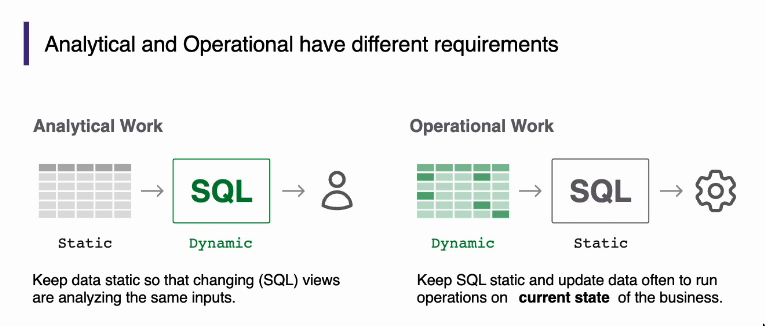 Analytical and Operational have different requirements
Analytical Work
SQL
Static
Dynamic
Keep data static so that changing (SQL) views
are analyzing the same inputs.
Operational Work
SQL
Dynamic
Static
Keep SQL static and update data often to run
operations on current state of the business.